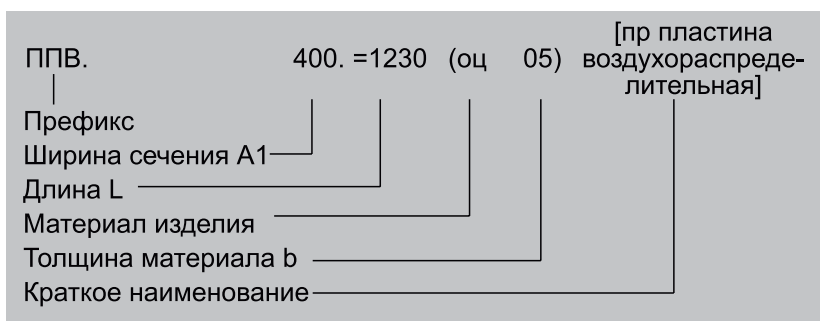 ППВ. 400. =1230 (оц 05) [пр пластина
воздухораспреде-
лительная]
Префикс
Ширина сечения А1
Длина L
Материал изделия
Толщина материала b
Краткое наименование